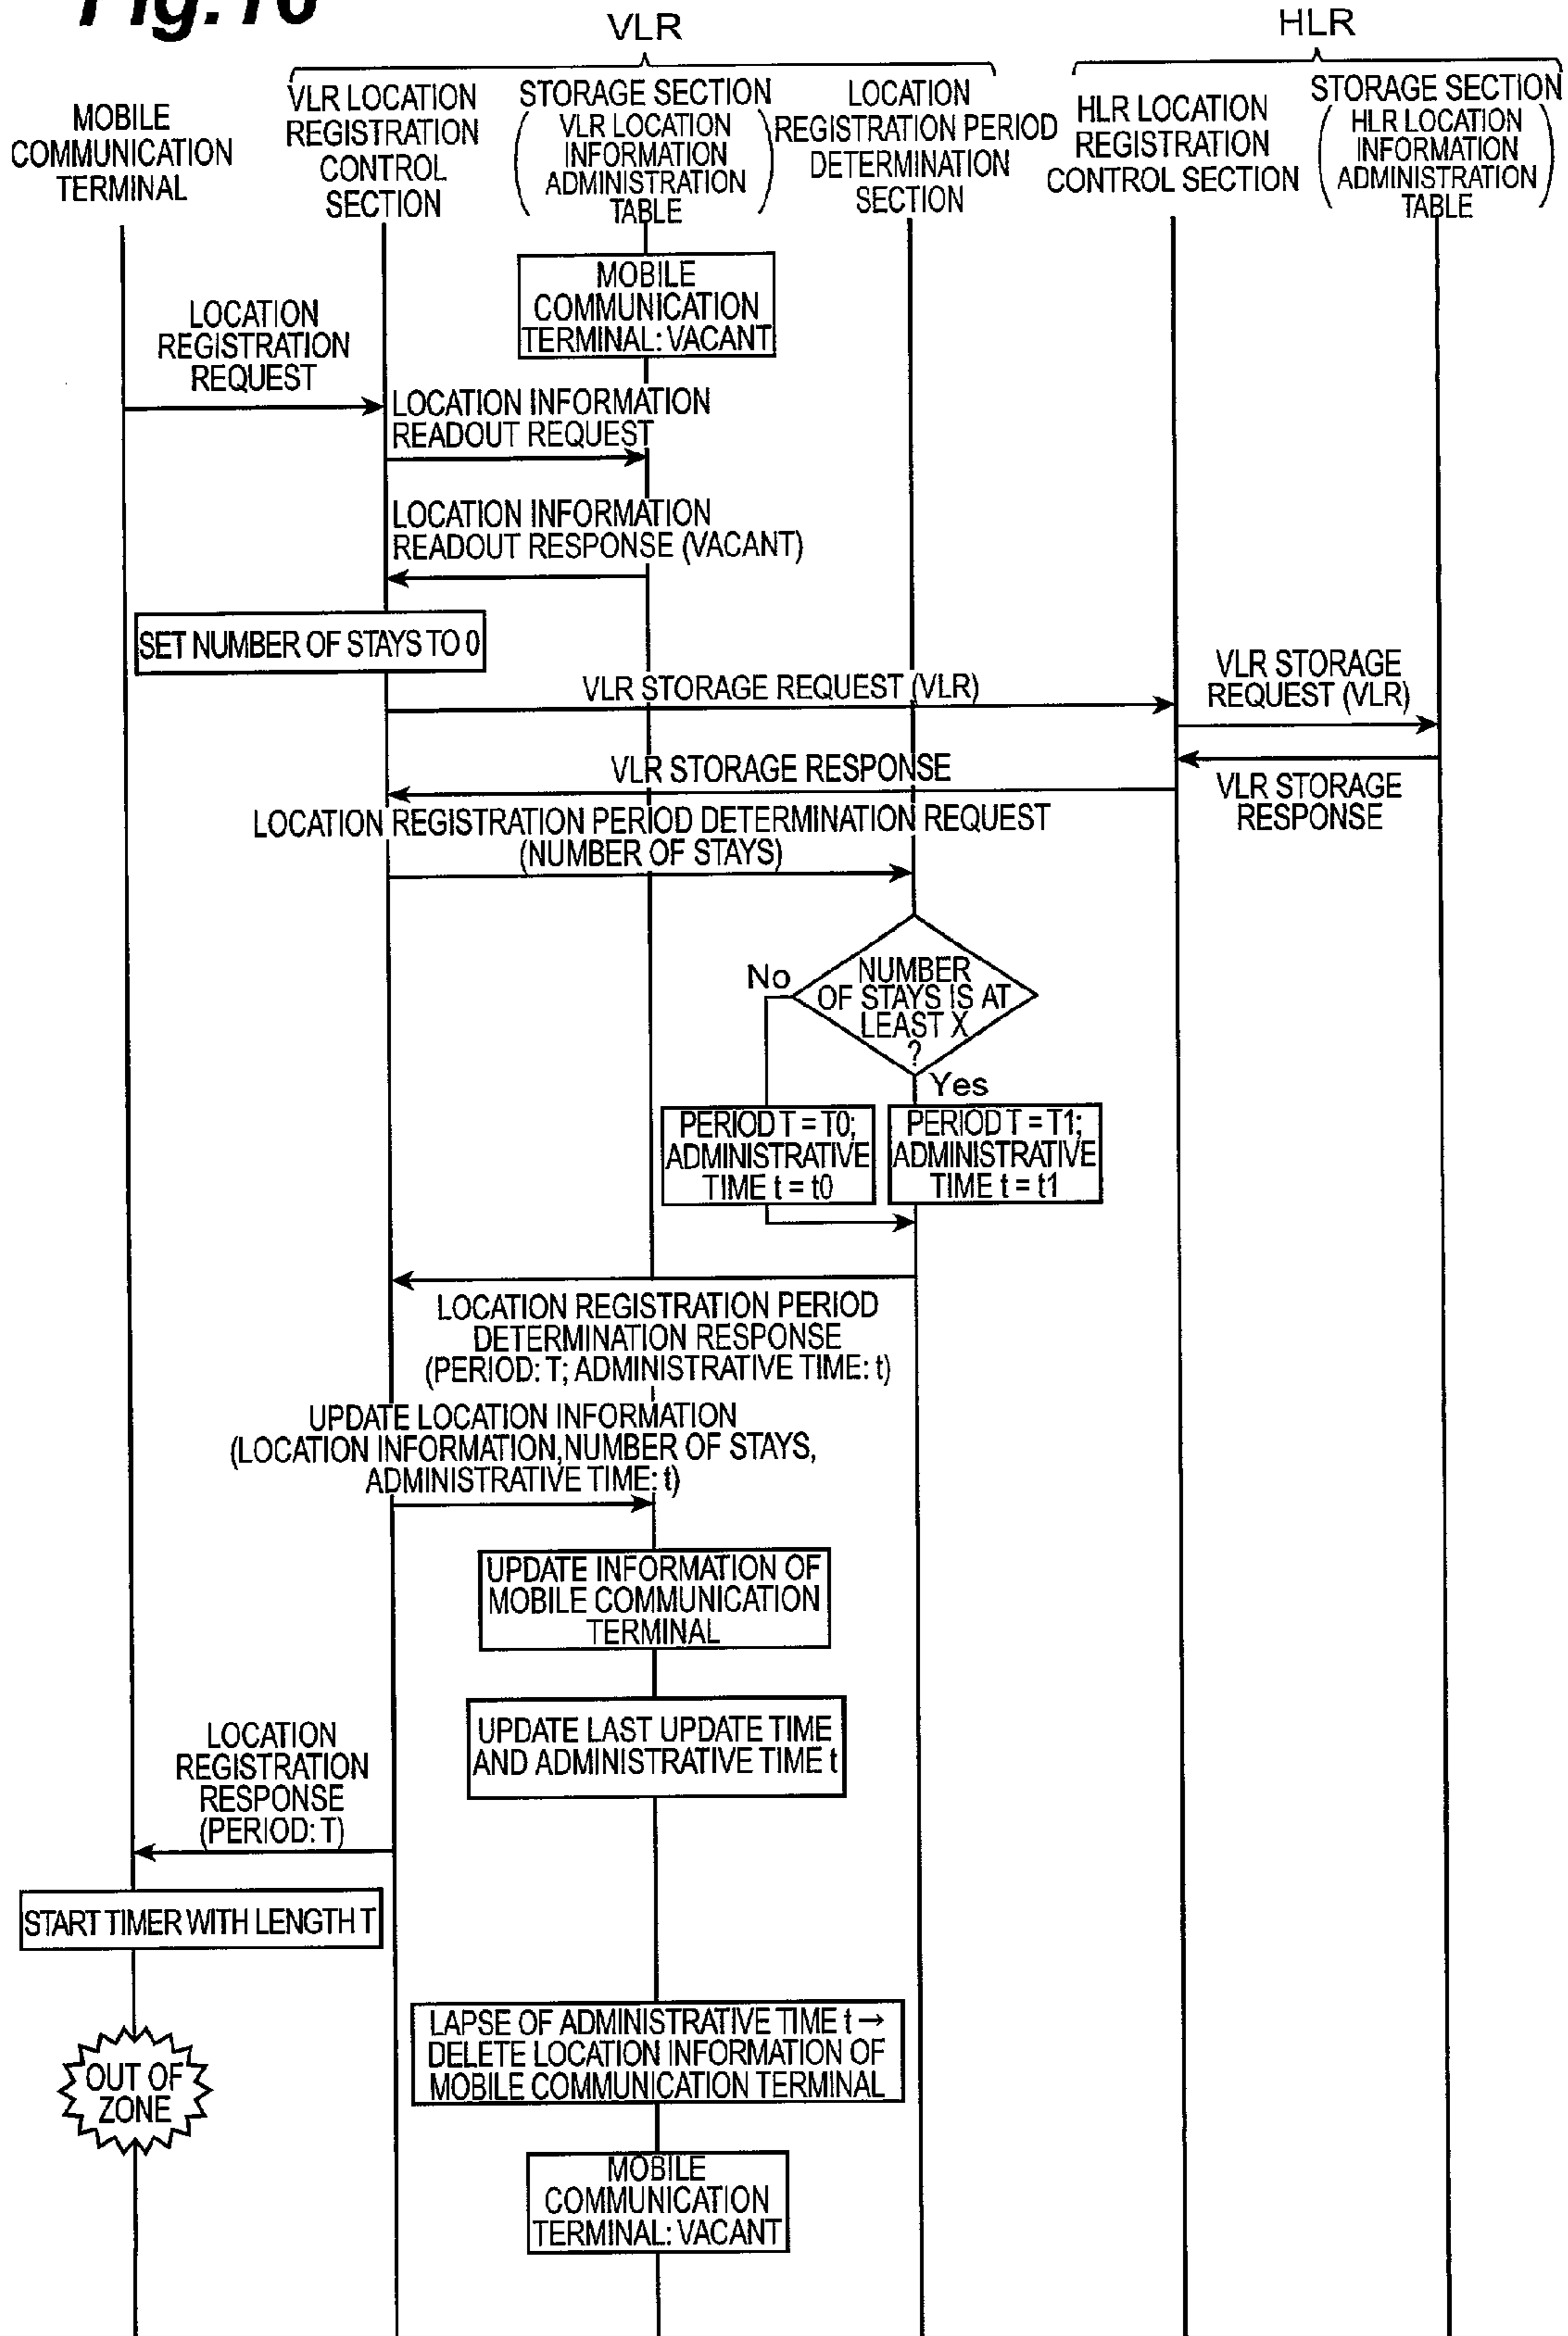 Fig.10
VLR
HLR
MOBILE
COMMUNICATION
TERMINAL
VLR LOCATION
REGISTRATION
CONTROL
SECTION
STORAGE SECTION
VLR LOCATION
INFORMATION
ADMINISTRATION
TABLE
LOCATION
REGISTRATION PERIOD
DETERMINATION
SECTION
HLR LOCATION
REGISTRATION
CONTROL SECTION
STORAGE SECTION
HLR LOCATION
INFORMATION
ADMINISTRATION
TABLE
MOBILE
COMMUNICATION
TERMINAL: VACANT
LOCATION
REGISTRATION
REQUEST
LOCATION INFORMATION
READOUT REQUEST
LOCATION INFORMATION
READOUT RESPONSE (VACANT)
SET NUMBER OF STAYS TO 0
VLR STORAGE REQUEST (VLR)
VLR STORAGE
REQUEST (VLR)
VLR STORAGE RESPONSE
VLR STORAGE
RESPONSE
LOCATION REGISTRATION PERIOD DETERMINATION REQUEST
(NUMBER OF STAYS)
NUMBER
OF STAYS IS AT
LEAST X
?
No
Yes
PERIOD T = T0;
ADMINISTRATIVE
TIME t = t0
PERIOD T = T1;
ADMINISTRATIVE
TIME t = t1
LOCATION REGISTRATION PERIOD
DETERMINATION RESPONSE
(PERIOD: T; ADMINISTRATIVE TIME: t)
UPDATE LOCATION INFORMATION
(LOCATION INFORMATION, NUMBER OF STAYS,
ADMINISTRATIVE TIME: t)
UPDATE INFORMATION OF
MOBILE COMMUNICATION
TERMINAL
UPDATE LAST UPDATE TIME
AND ADMINISTRATIVE TIME t
LOCATION
REGISTRATION
RESPONSE
(PERIOD: T)
START TIMER WITH LENGTH T
LAPSE OF ADMINISTRATIVE TIME t →
DELETE LOCATION INFORMATION OF
MOBILE COMMUNICATION TERMINAL
OUT OF
ZONE
MOBILE
COMMUNICATION
TERMINAL: VACANT